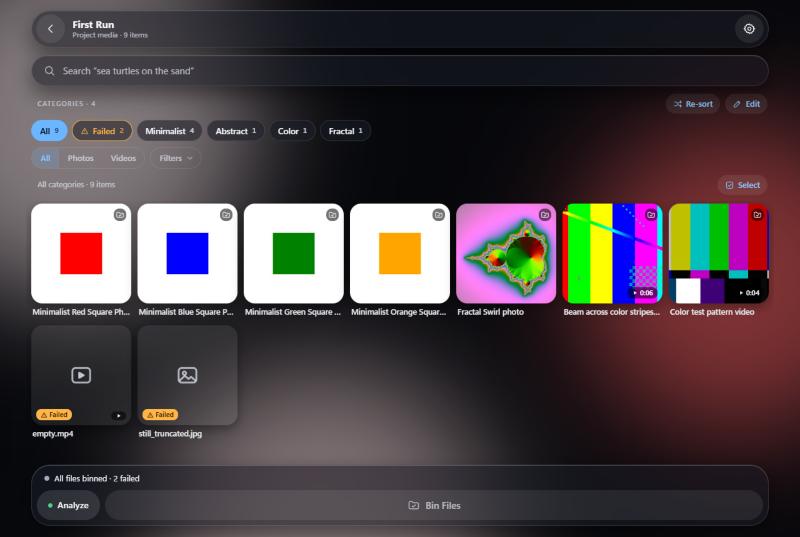 First Run
Project media · 9 items
Search "sea turtles on the sand"
CATEGORIES · 4
Re-sort
Edit
All 9
Failed 2
Minimalist 4
Abstract 1
Color 1
Fractal 1
All
Photos
Videos
Filters
All categories · 9 items
Select
0:06
0:04
Minimalist Red Square Ph...
Minimalist Blue Square P...
Minimalist Green Square ...
Minimalist Orange Squar...
Fractal Swirl photo
Beam across color stripes...
Color test pattern video
Failed
Failed
empty.mp4
still_truncated.jpg
All files binned · 2 failed
Analyze
Bin Files